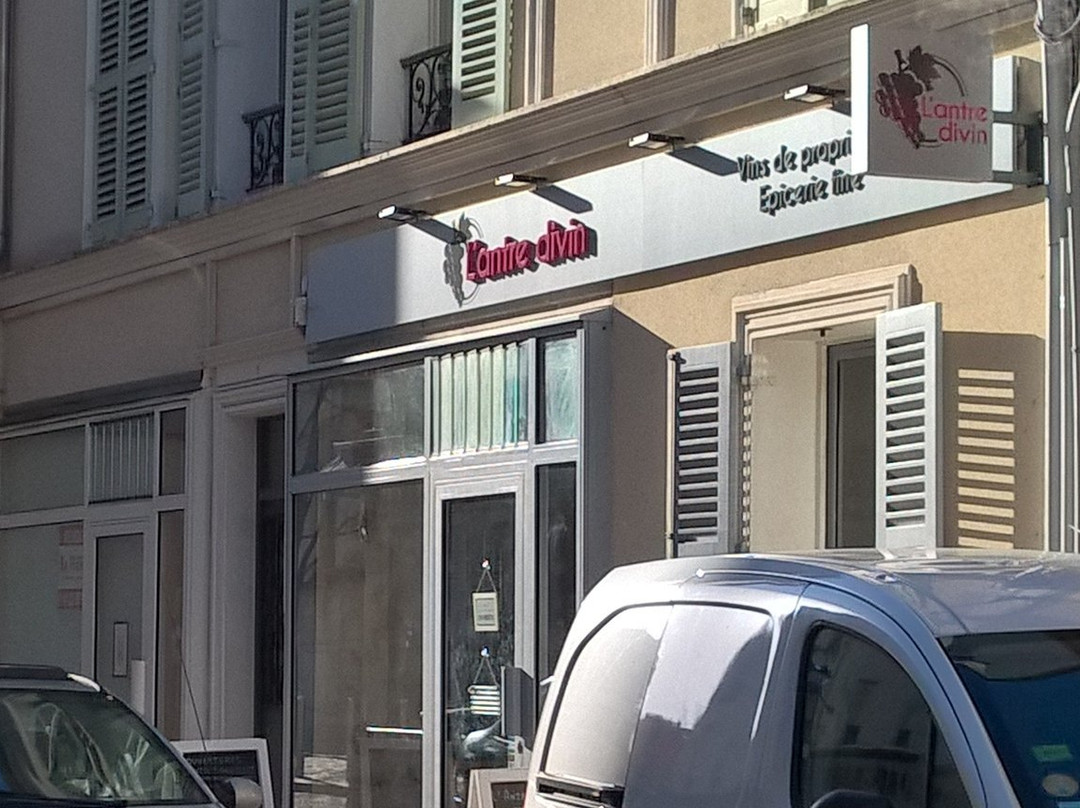 L'antre
divin
Vins de propri
Epicerie fine
L'antre divin